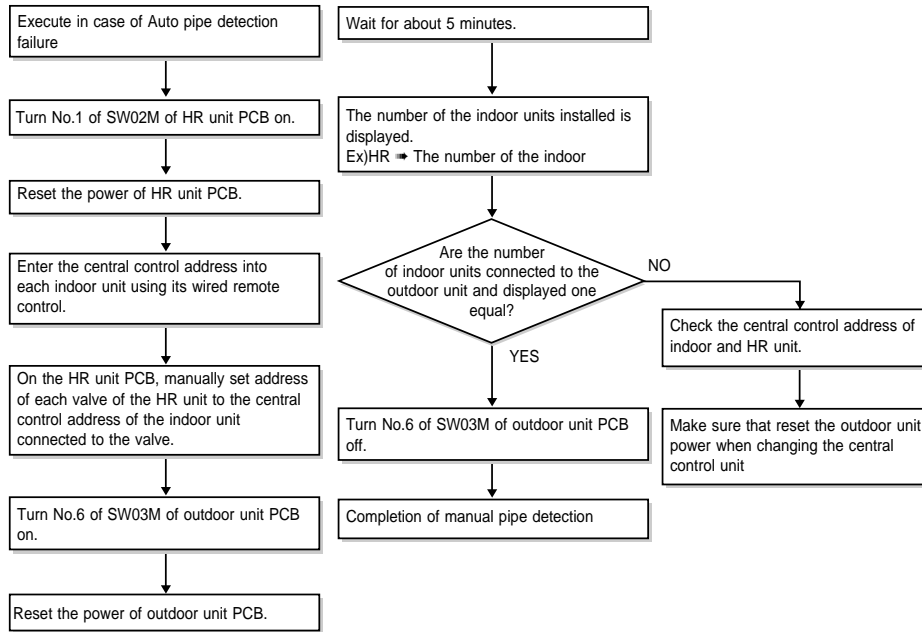 Execute in case of Auto pipe detection
failure
Turn No.1 of SW02M of HR unit PCB on.
Reset the power of HR unit PCB.
Enter the central control address into
each indoor unit using its wired remote
control.
On the HR unit PCB, manually set address
of each valve of the HR unit to the central
control address of the indoor unit
connected to the valve.
Turn No.6 of SW03M of outdoor unit PCB
on.
Reset the power of outdoor unit PCB.
Wait for about 5 minutes.
The number of the indoor units installed is
displayed.
Ex)HR ➠ The number of the indoor
Are the number
of indoor units connected to the
outdoor unit and displayed one
equal?
NO
YES
Turn No.6 of SW03M of outdoor unit PCB
off.
Completion of manual pipe detection
Check the central control address of
indoor and HR unit.
Make sure that reset the outdoor unit
power when changing the central
control unit